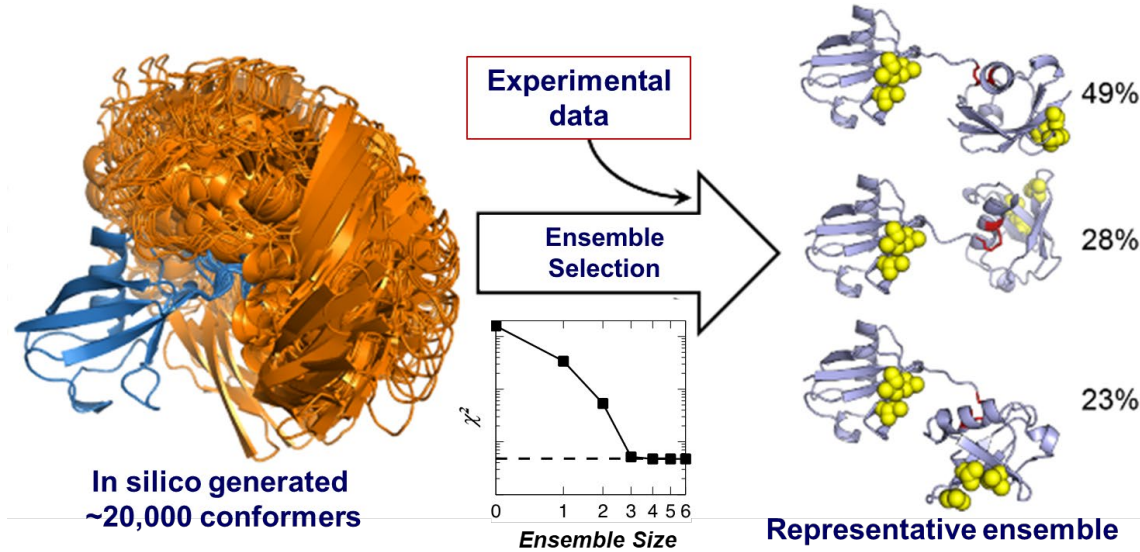 Experimental
data
Ensemble
Selection
χ²
0 1 2 3 4 5 6
Ensemble Size
In silico generated
~20,000 conformers
49%
28%
23%
Representative ensemble